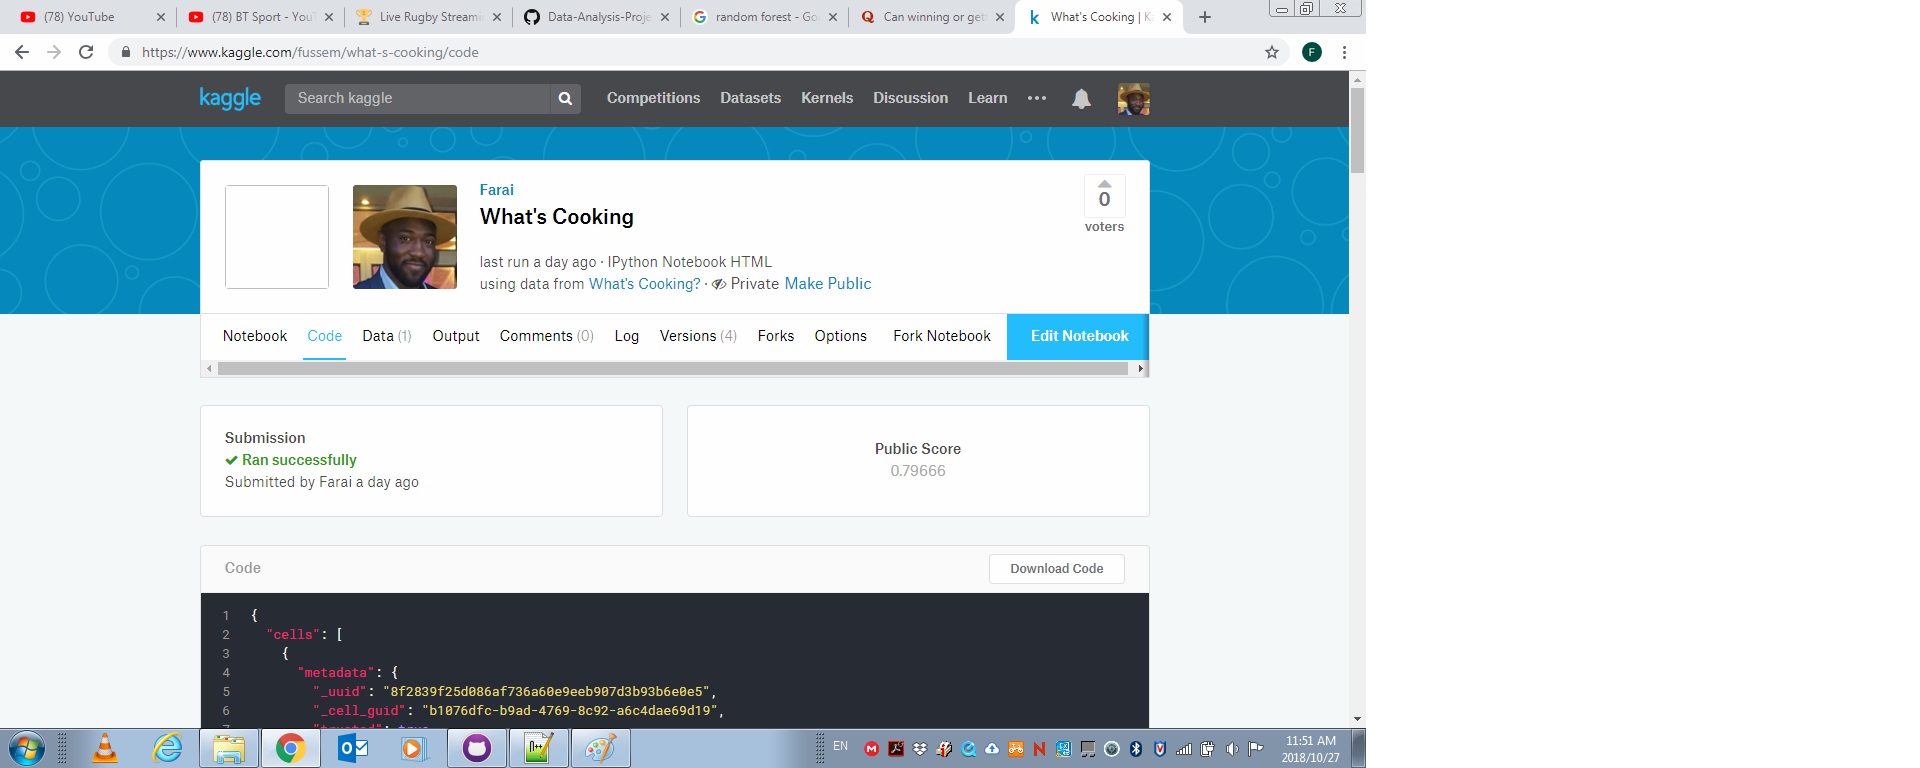 (78) YouTube
(78) BT Sport - You
Live Rugby Streami
Data-Analysis-Proje
random forest - Go
Can winning or get
What's Cooking | Ka
https://www.kaggle.com/fussem/what-s-cooking/code
F
kaggle
Search kaggle
Competitions Datasets Kernels Discussion Learn
Farai
What's Cooking
0
voters
last run a day ago · IPython Notebook HTML
using data from What's Cooking? · Private Make Public
Notebook Code Data (1) Output Comments (0) Log Versions (4) Forks Options Fork Notebook Edit Notebook
Submission
Ran successfully
Submitted by Farai a day ago
Public Score
0.79666
Code
Download Code
1 {
2 "cells": [
3 {
4 "metadata": {
5 "_uuid": "8f2839f25d086af736a60e9eeb907d3b93b6e0e5",
6 "_cell_guid": "b1076dfc-b9ad-4769-8c92-a6c4dae69d19",
7 "trusted": true
EN
11:51 AM
2018/10/27